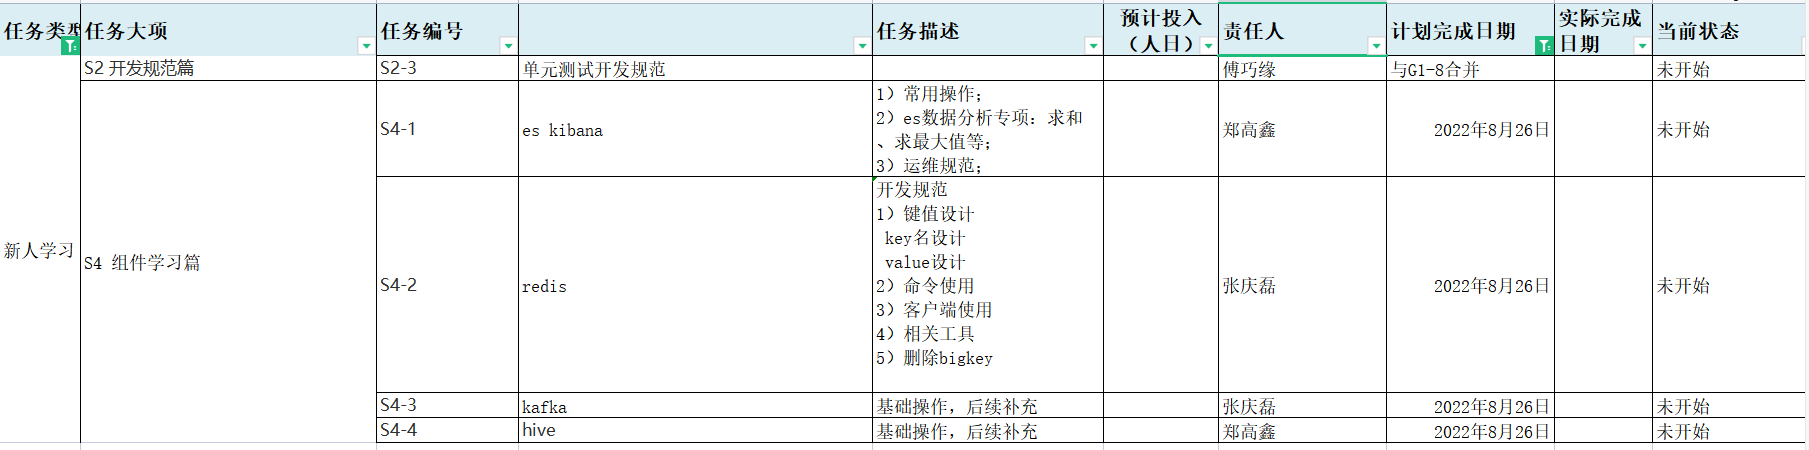 任务类型 任务大项 任务编号 任务描述 预计投入（人日） 责任人 计划完成日期 实际完成日期 当前状态
S2 开发规范篇 S2-3 单元测试开发规范 傅巧缘 与G1-8合并 未开始
新人学习
S4 组件学习篇
S4-1 es kibana
1）常用操作；
2）es数据分析专项：求和
、求最大值等；
3）运维规范；
郑高鑫 2022年8月26日 未开始
S4-2 redis
开发规范
1）键值设计
key名设计
value设计
2）命令使用
3）客户端使用
4）相关工具
5）删除bigkey
张庆磊 2022年8月26日 未开始
S4-3 kafka 基础操作，后续补充 张庆磊 2022年8月26日 未开始
S4-4 hive 基础操作，后续补充 郑高鑫 2022年8月26日 未开始